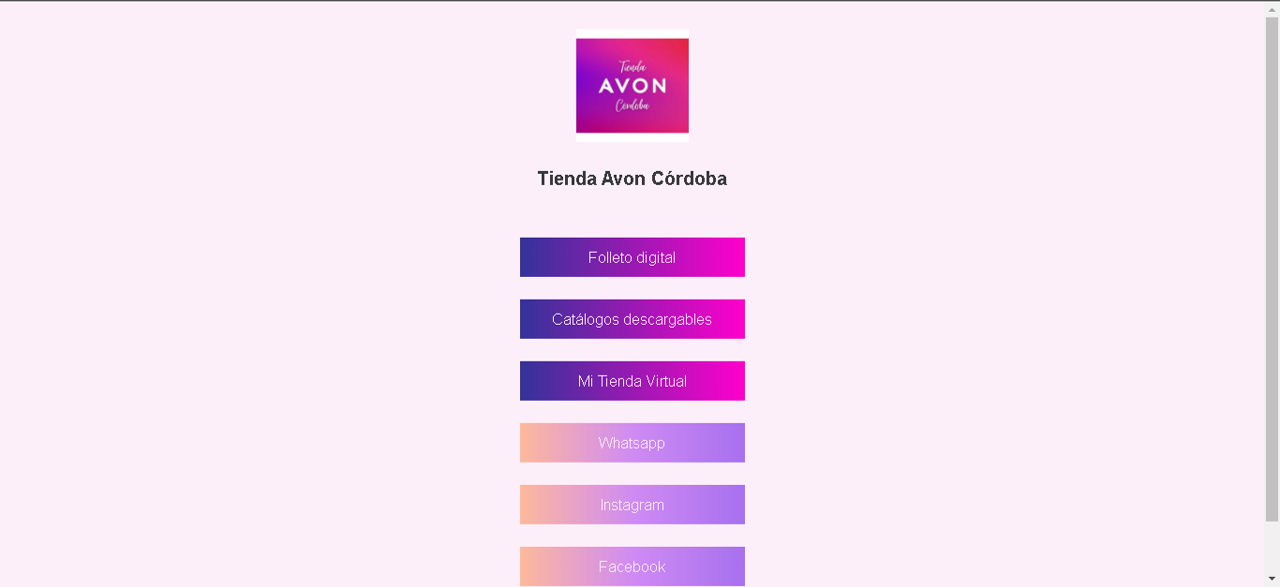 Tienda
AVON
Córdoba
Tienda Avon Córdoba
Folleto digital
Catálogos descargables
Mi Tienda Virtual
Whatsapp
Instagram
Facebook